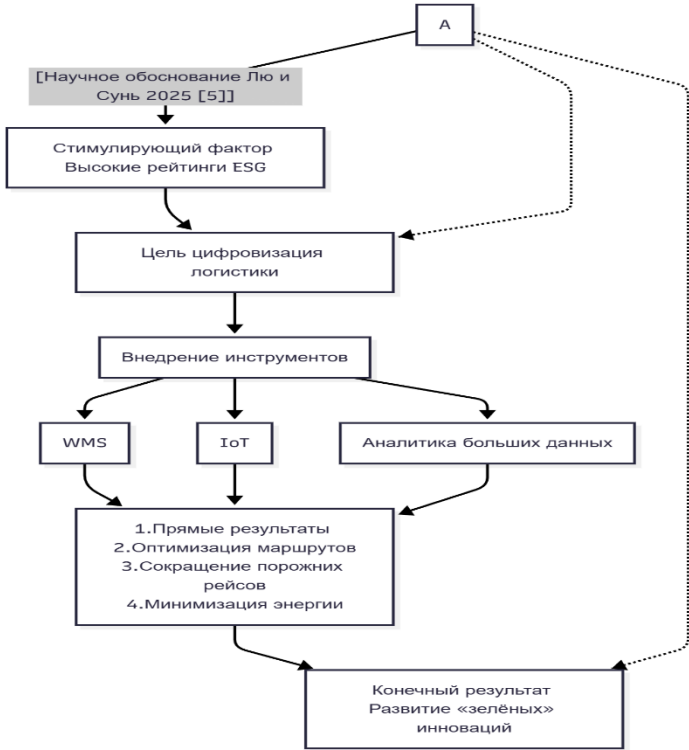 A
[Научное обоснование Лю и
Сунь 2025 [5]]
Стимулирующий фактор
Высокие рейтинги ESG
Цель цифровизация
логистики
Внедрение инструментов
WMS
IoT
Аналитика больших данных
1.Прямые результаты
2.Оптимизация маршрутов
3.Сокращение порожних
рейсов
4.Минимизация энергии
Конечный результат
Развитие «зелёных»
инноваций